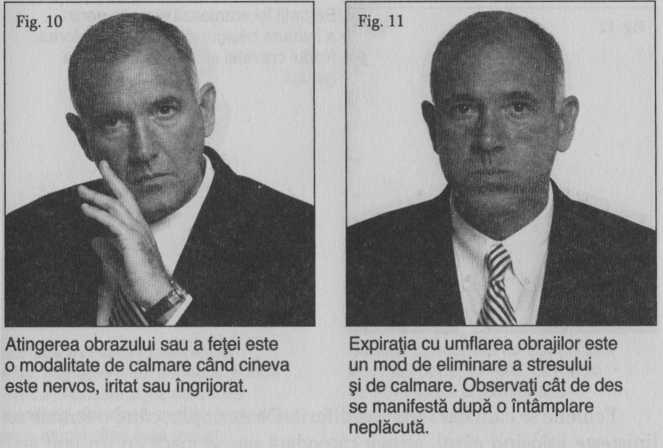 Fig. 10
Atingerea obrazului sau a feţei este
o modalitate de calmare când cineva
este nervos, iritat sau îngrijorat.
Fig. 11
Expiraţia cu umflarea obrajilor este
un mod de eliminare a stresului
şi de calmare. Observaţi cât de des
se manifestă după o întâmplare
neplăcută.